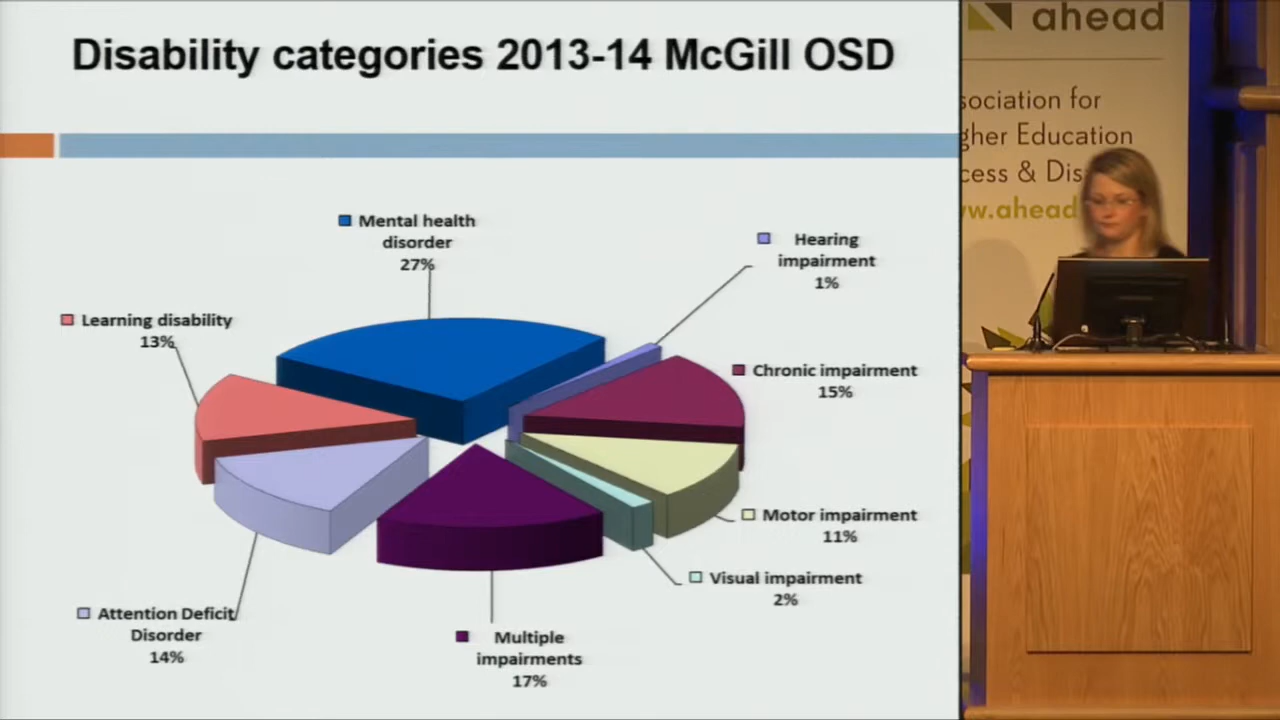 Disability categories 2013-14 McGill OSD
Mental health
disorder
27%
Hearing
impairment
1%
Learning disability
13%
Chronic impairment
15%
Motor impairment
11%
Visual impairment
2%
Attention Deficit
Disorder
14%
Multiple
impairments
17%
ahead
sociation for
gher Education
cess & Dis
w.ahead